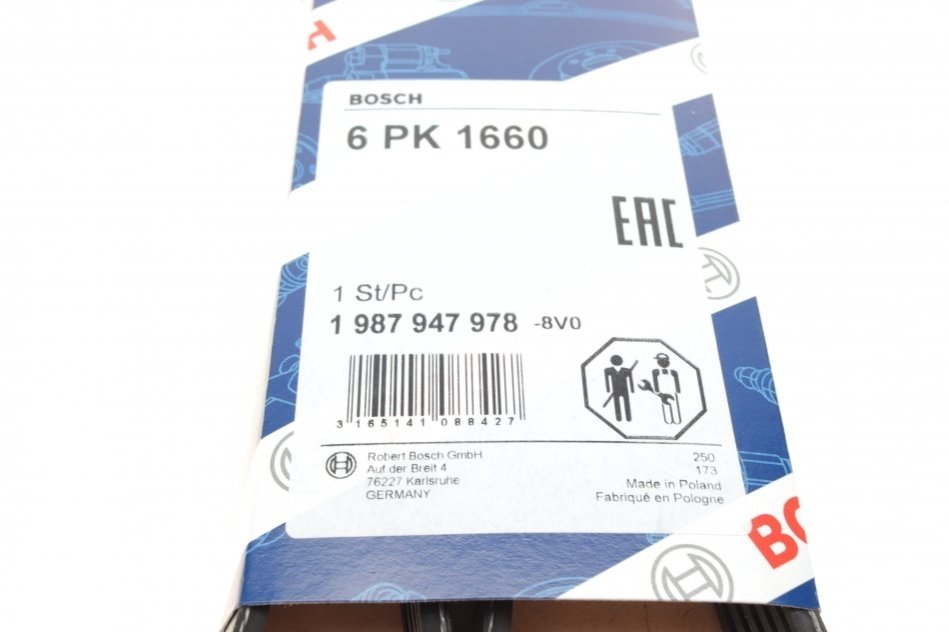 H
BOSCH
6 PK 1660
EAC
1 St/Pc
1 987 947 978 -8V0
3 165141 088427
Robert Bosch GmbH
Auf der Breit 4
76227 Karlsruhe
GERMANY
250
173
Made in Poland
Fabriqué en Pologne
BO